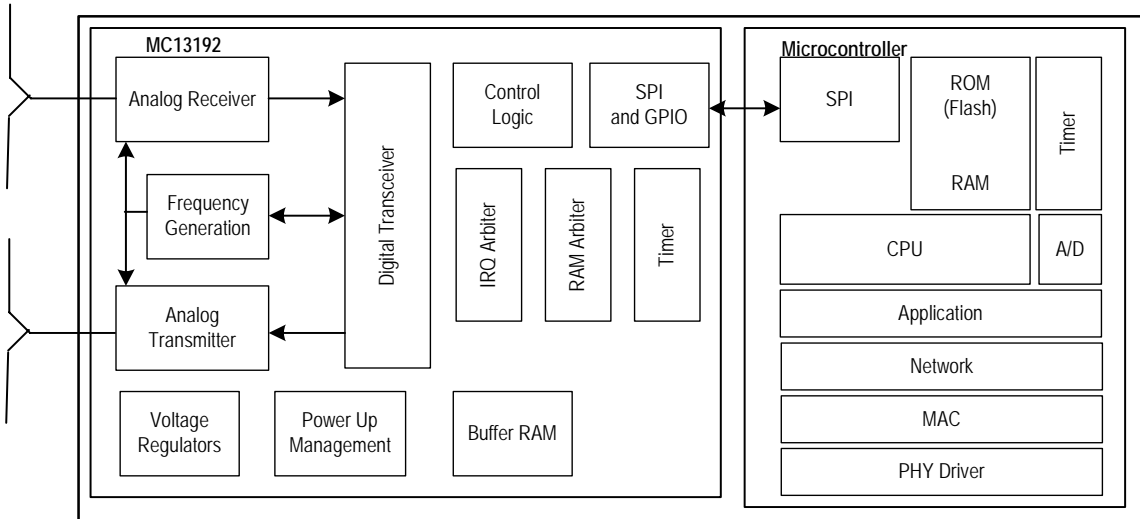 MC13192
Analog Receiver
Frequency
Generation
Analog
Transmitter
Digital Transceiver
Control
Logic
SPI
and GPIO
IRQ Arbiter
RAM Arbiter
Timer
Voltage
Regulators
Power Up
Management
Buffer RAM
Microcontroller
SPI
ROM
(Flash)
RAM
Timer
CPU
A/D
Application
Network
MAC
PHY Driver